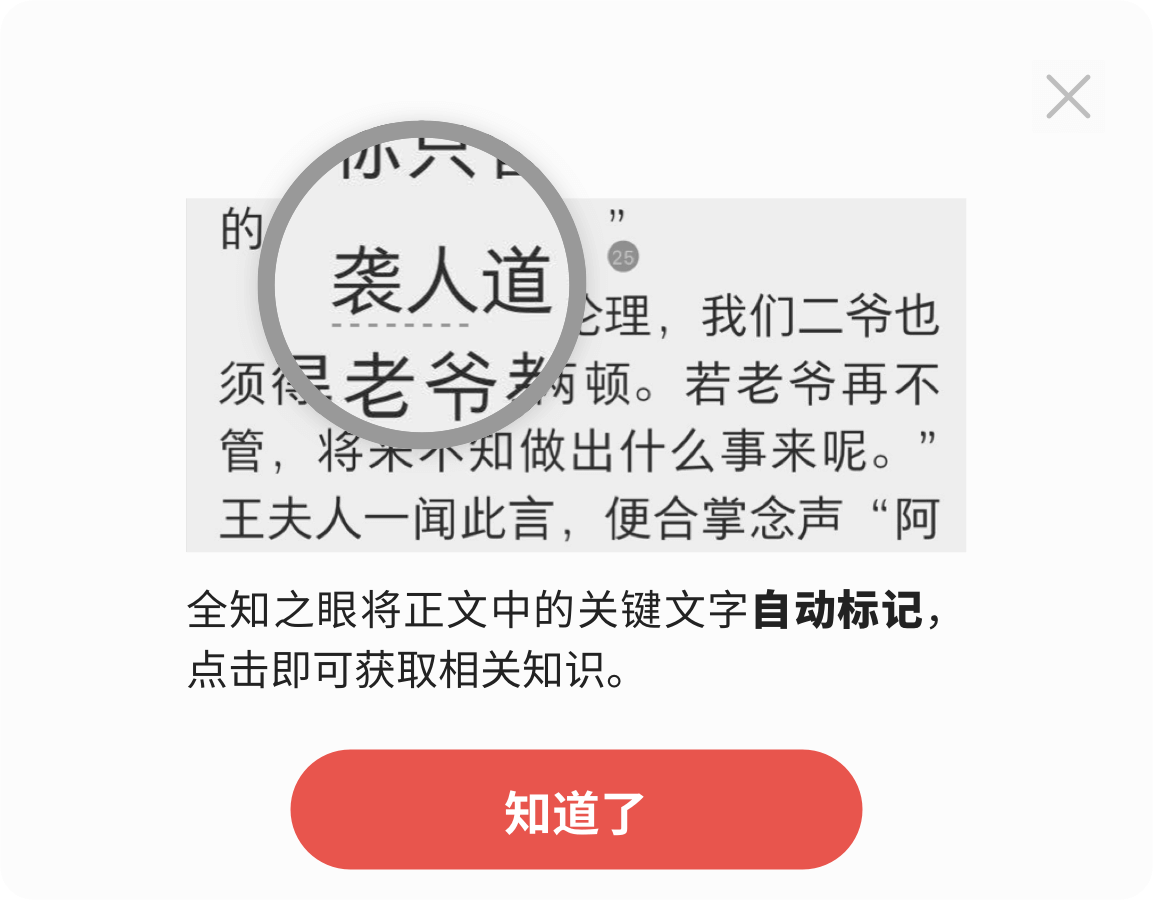 你只
的 ”
25
袭人道 论理，我们二爷也
须得老爷教两顿。若老爷再不
管，将来不知做出什么事来呢。”
王夫人一闻此言，便合掌念声“阿
全知之眼将正文中的关键文字自动标记，
点击即可获取相关知识。
知道了